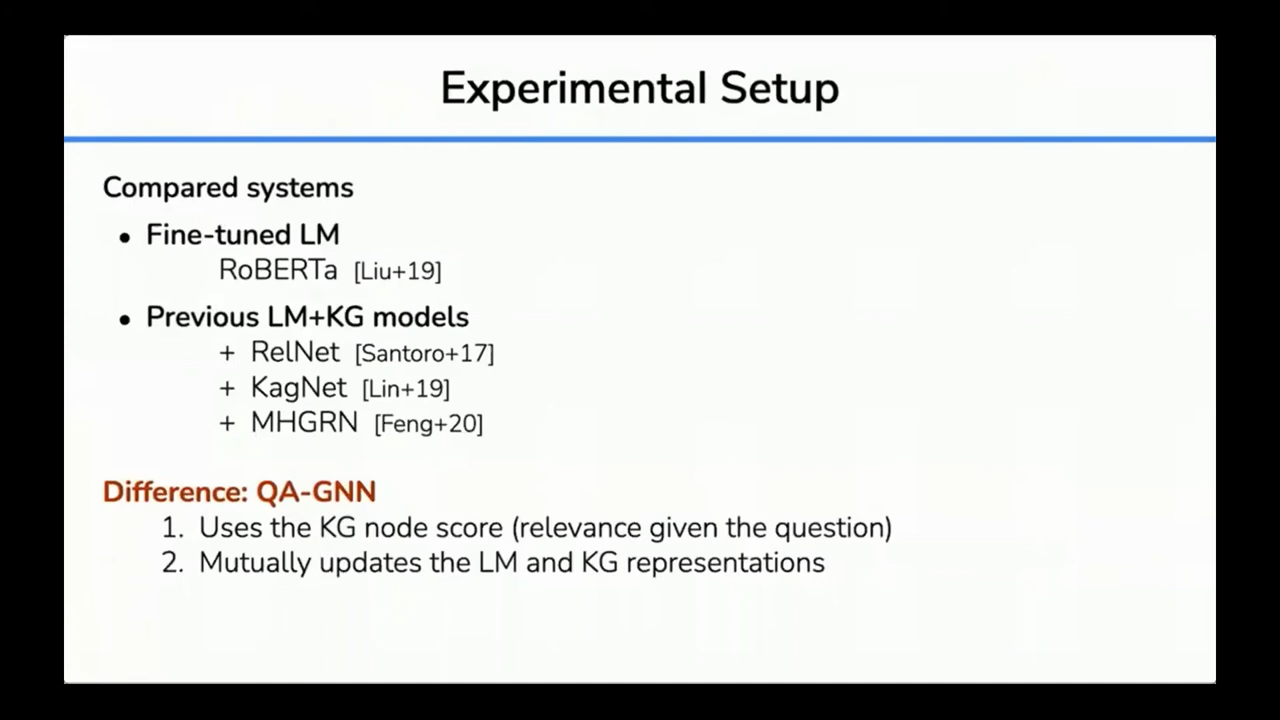 Experimental Setup
Compared systems
• Fine-tuned LM
RoBERTa [Liu+19]
• Previous LM+KG models
+ RelNet [Santoro+17]
+ KagNet [Lin+19]
+ MHGRN [Feng+20]
Difference: QA-GNN
1. Uses the KG node score (relevance given the question)
2. Mutually updates the LM and KG representations